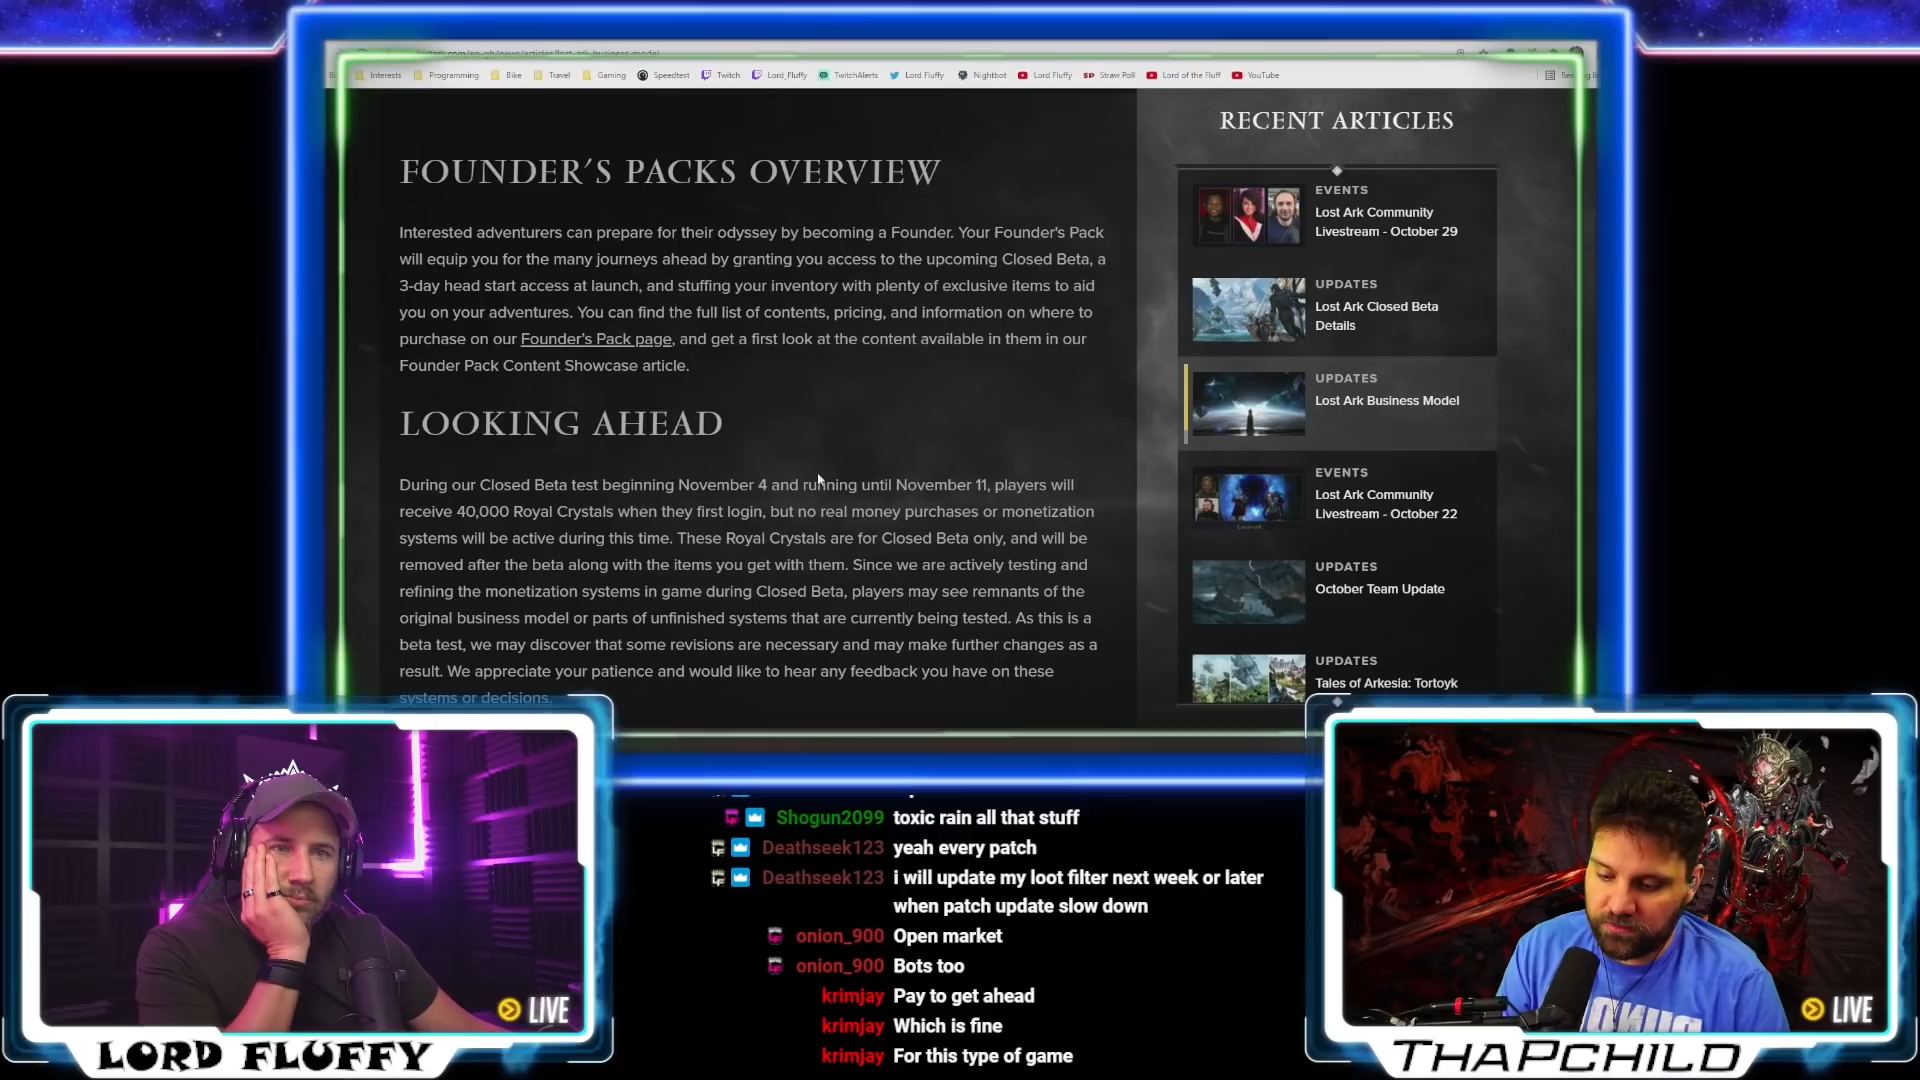 Interests
Programming
Bike
Travel
Gaming
Speedtest
Twitch
Lord_Fluffy
TwitchAlerts
Lord Fluffy
Nightbot
Lord Fluffy
SP Straw Poll
Lord of the Fluff
YouTube
FOUNDER'S PACKS OVERVIEW
Interested adventurers can prepare for their odyssey by becoming a Founder. Your Founder's Pack
will equip you for the many journeys ahead by granting you access to the upcoming Closed Beta, a
3-day head start access at launch, and stuffing your inventory with plenty of exclusive items to aid
you on your adventures. You can find the full list of contents, pricing, and information on where to
purchase on our Founder's Pack page, and get a first look at the content available in them in our
Founder Pack Content Showcase article.
LOOKING AHEAD
During our Closed Beta test beginning November 4 and running until November 11, players will
receive 40,000 Royal Crystals when they first login, but no real money purchases or monetization
systems will be active during this time. These Royal Crystals are for Closed Beta only, and will be
removed after the beta along with the items you get with them. Since we are actively testing and
refining the monetization systems in game during Closed Beta, players may see remnants of the
original business model or parts of unfinished systems that are currently being tested. As this is a
beta test, we may discover that some revisions are necessary and may make further changes as a
result. We appreciate your patience and would like to hear any feedback you have on these
systems or decisions.
RECENT ARTICLES
EVENTS
Lost Ark Community
Livestream - October 29
UPDATES
Lost Ark Closed Beta
Details
UPDATES
Lost Ark Business Model
EVENTS
Lost Ark Community
Livestream - October 22
UPDATES
October Team Update
UPDATES
Tales of Arkesia: Tortoyk
Shogun2099 toxic rain all that stuff
Deathseek123 yeah every patch
Deathseek123 i will update my loot filter next week or later
when patch update slow down
onion_900 Open market
onion_900 Bots too
krimjay Pay to get ahead
krimjay Which is fine
krimjay For this type of game
LIVE
LORD FLUFFY
LIVE
THAPCHILD